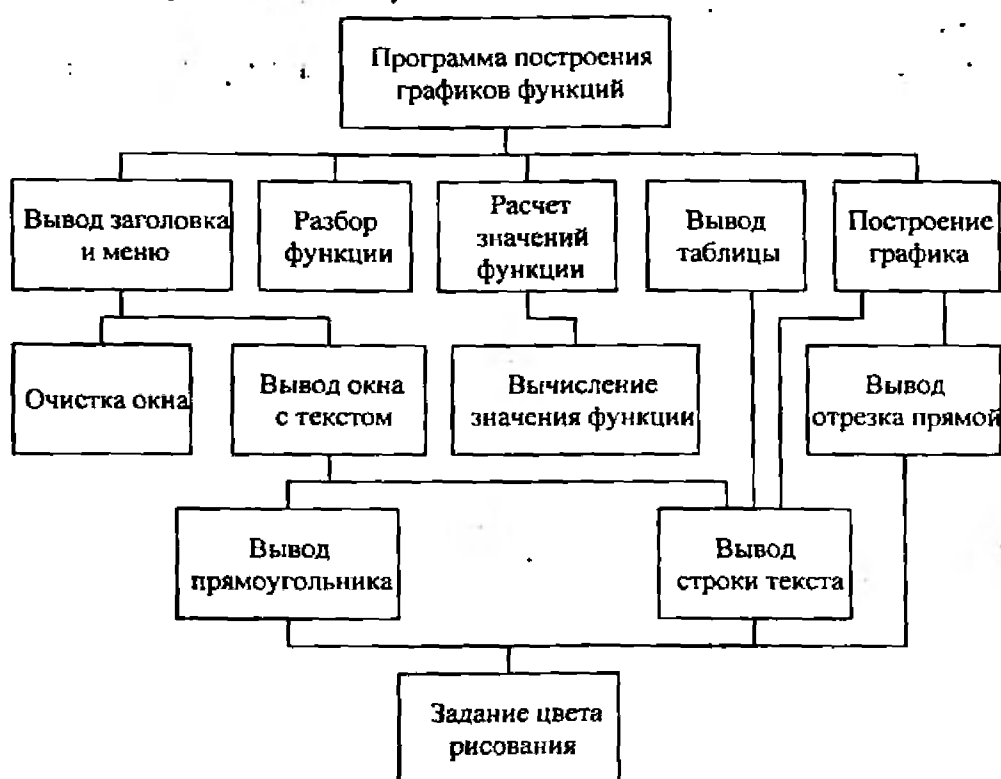 Программа построения
графиков функций
Вывод заголовка
и меню
Разбор
функции
Расчет
значений
функции
Вывод
таблицы
Построение
графика
Очистка окна
Вывод окна
с текстом
Вычисление
значения функции
Вывод
отрезка прямой
Вывод
прямоугольника
Вывод
строки текста
Задание цвета
рисования